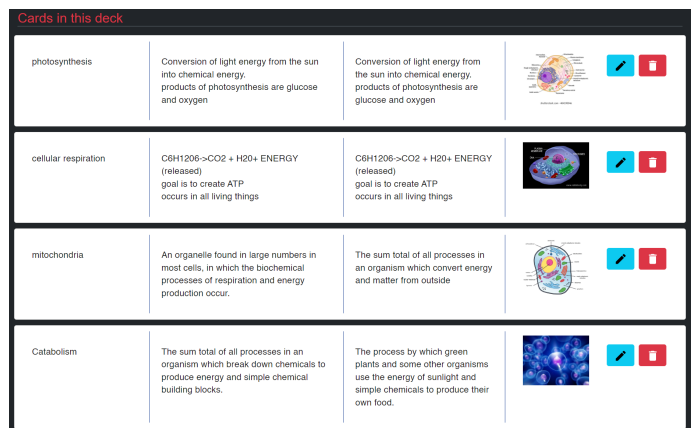 Cards in this deck
photosynthesis
Conversion of light energy from the sun
into chemical energy.
products of photosynthesis are glucose
and oxygen
Conversion of light energy from
the sun into chemical energy.
products of photosynthesis are
glucose and oxygen
cellular respiration
C6H1206->CO2 + H20+ ENERGY
(released)
goal is to create ATP
occurs in all living things
C6H1206->CO2 + H20+ ENERGY
(released)
goal is to create ATP
occurs in all living things
mitochondria
An organelle found in large numbers in
most cells, in which the biochemical
processes of respiration and energy
production occur.
The sum total of all processes in
an organism which convert energy
and matter from outside
Catabolism
The sum total of all processes in an
organism which break down chemicals to
produce energy and simple chemical
building blocks.
The process by which green
plants and some other organisms
use the energy of sunlight and
simple chemicals to produce their
own food.